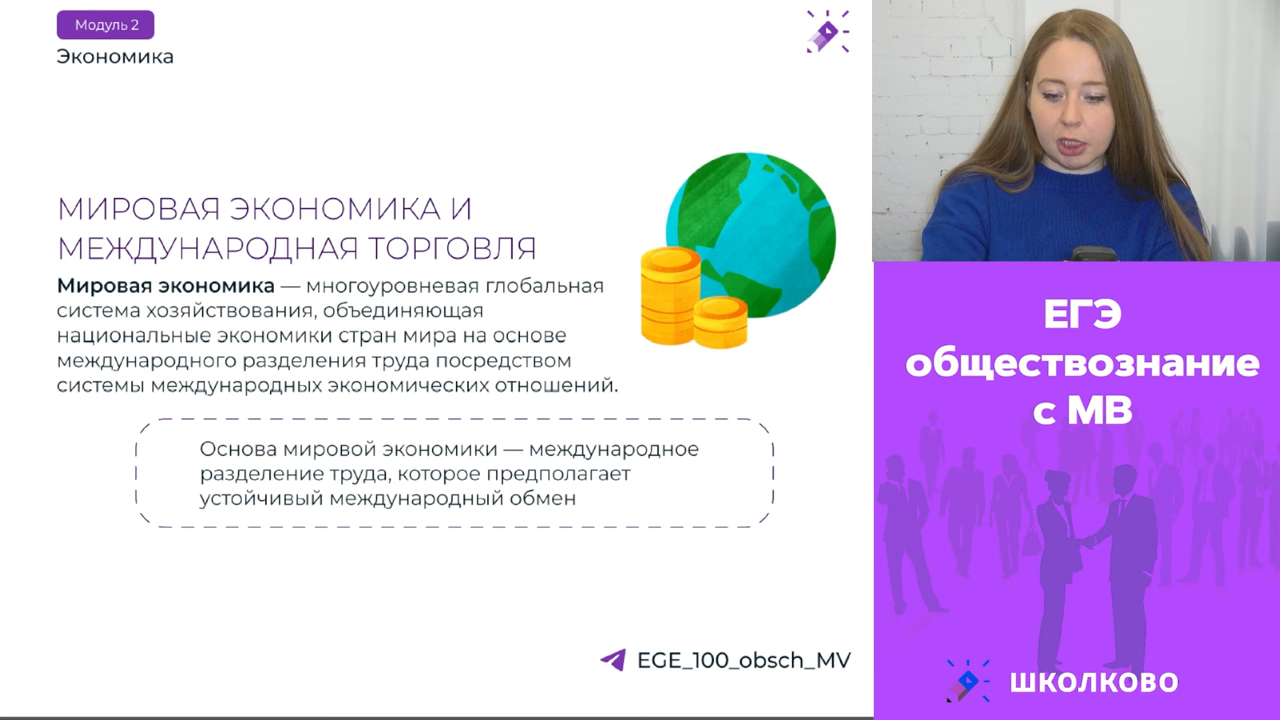 Модуль 2
Экономика
МИРОВАЯ ЭКОНОМИКА И
МЕЖДУНАРОДНАЯ ТОРГОВЛЯ
Мировая экономика — многоуровневая глобальная
система хозяйствования, объединяющая
национальные экономики стран мира на основе
международного разделения труда посредством
системы международных экономических отношений.
Основа мировой экономики — международное
разделение труда, которое предполагает
устойчивый международный обмен
EGE_100_obsch_MV
ЕГЭ
обществознание
с МВ
ШКОЛКОВО